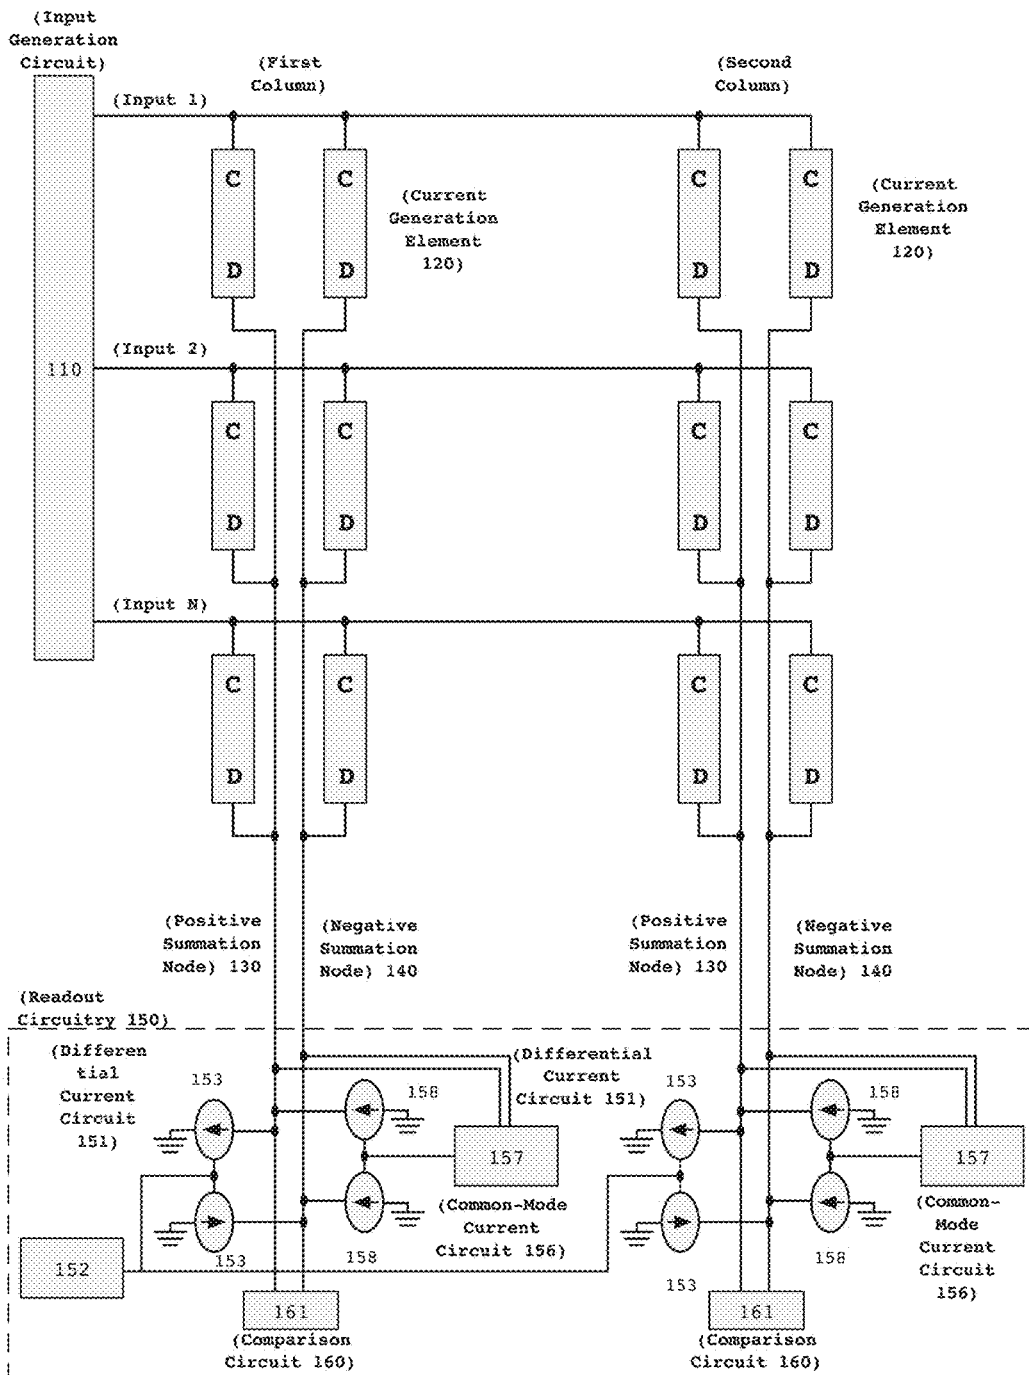 (Input
Generation
Circuit)
(First
Column)
(Second
Column)
(Input 1)
C
C
C
C
(Current
Generation
Element
120)
(Current
Generation
Element
120)
D
D
D
D
(Input 2)
110
C
C
C
C
D
D
D
D
(Input N)
C
C
C
C
D
D
D
D
(Positive
Summation
Node) 130
(Negative
Summation
Node) 140
(Positive
Summation
Node) 130
(Negative
Summation
Node) 140
(Readout
Circuitry 150)
(Differen
tial
Current
Circuit
151)
153
158
(Differential
Current
Circuit 151)
153
158
157
157
(Common-Mode
Current
Circuit 156)
(Common-
Mode
Current
Circuit
156)
152
153
158
153
158
161
161
(Comparison
Circuit 160)
(Comparison
Circuit 160)